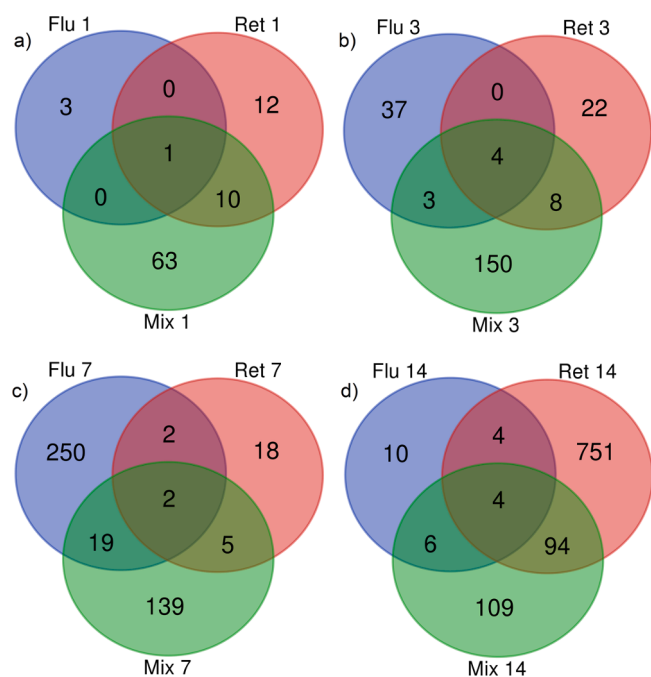 a)
Flu 1
Ret 1
3
0
12
1
0
10
63
Mix 1
b)
Flu 3
Ret 3
37
0
22
4
3
8
150
Mix 3
c)
Flu 7
Ret 7
250
2
18
2
19
5
139
Mix 7
d)
Flu 14
Ret 14
10
4
751
4
6
94
109
Mix 14